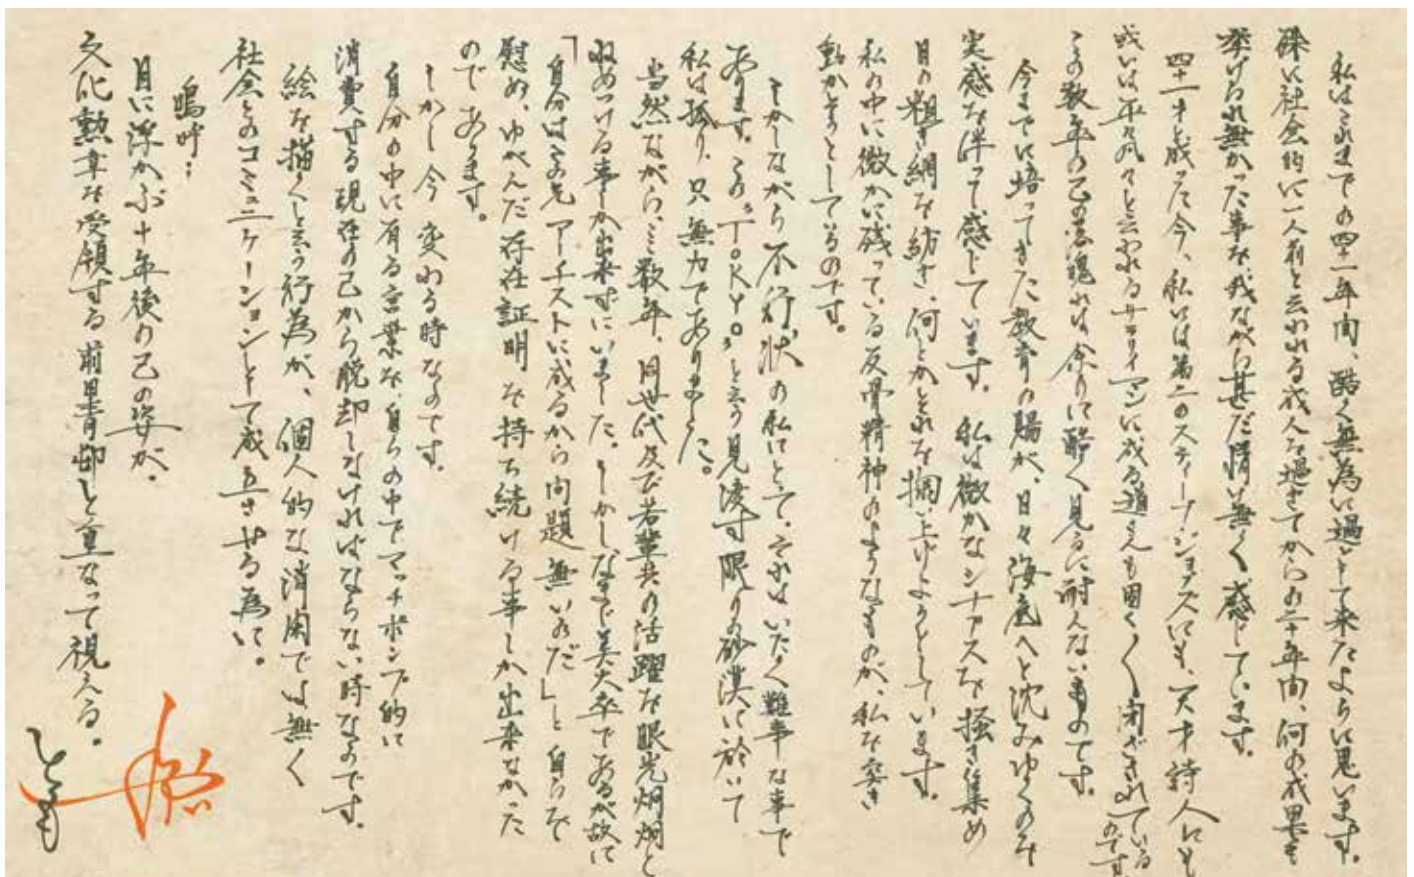 私はこれまでの四十一年間、酷く無為に過して来たように思います。
殊に社会的に一人前と云われる成人を過ぎてからの二十年間、何の成果も
挙げられ無かった事を我ながら甚だ情け無く感じています。
四十一才と成った今、私には第二のスティーブ・ジョブズにも、天才詩人にも
或いは平々凡々と云われるサラリイマンに成る道さえも固く〱閉ざされているのです。
この数年の己の窮塊れは余りに酷く見るに耐えないものです。
今までに培ってきた教育の賜が、日々海底へと沈みゆくのみ
実感を伴って感じています。私は微かなシナプスを掻き集め
目の粗き網を紡ぎ、何とかそれを掬い上げようとしています。
私の中に微かに残っている反骨精神のようなものが、私を突き
動かそうとしているのです。
しかしながら不行状の私にとって、それはいたく難事な事で
あります。この〝TOKYO〟と云う見渡す限りの砂漠に於いて
私は孤り、只無力でありました。
当然ながら、ここ数年、同世代及び若輩共の活躍を眼光炯炯と
収めつける事しか出来ずにいました。しかしなまじ美大卒であるが故に
「自分はこの先アーチストに成るから問題無いのだ」と自らを
慰め、ゆがんだ存在証明を持ち続ける事しか出来なかった
のであります。
しかし今 変わる時なのです。
自分の中に有る言葉を、自らの中でマッチポンプ的に
消費する現在の己から脱却しなければならない時なのです。
絵を描くと云う行為が、個人的な消閑では無く
社会とのコミュニケーションとして成立させる為に。
嗚呼…
目に浮かぶ十年後の己の姿が、
文化勲章を受領する前田青邨と重なって視える。